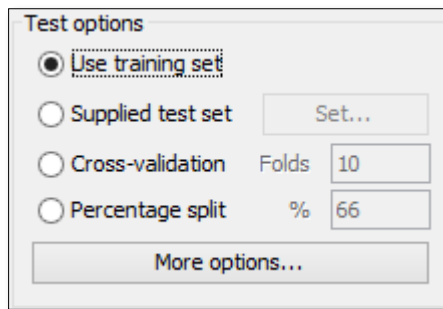 Test options
Use training set
Supplied test set Set...
Cross-validation Folds 10
Percentage split % 66
More options...